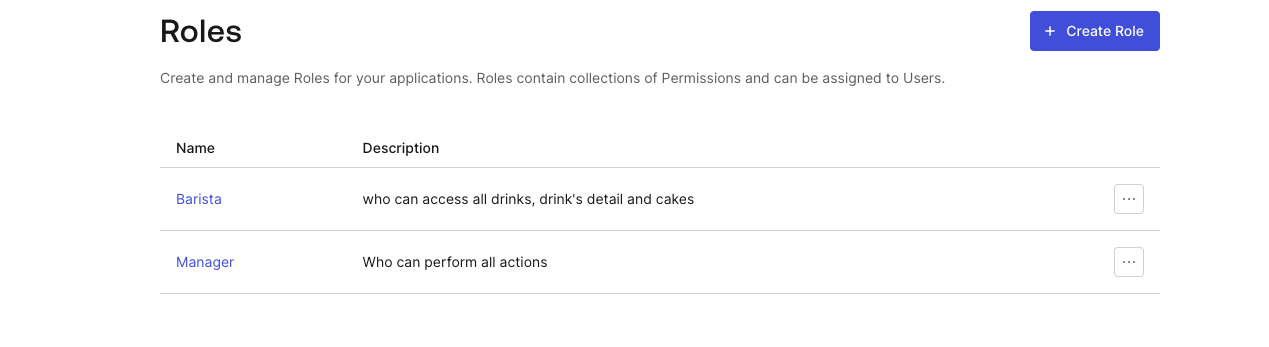 Roles
+ Create Role
Create and manage Roles for your applications. Roles contain collections of Permissions and can be assigned to Users.
Name Description
Barista who can access all drinks, drink's detail and cakes ...
Manager Who can perform all actions ...